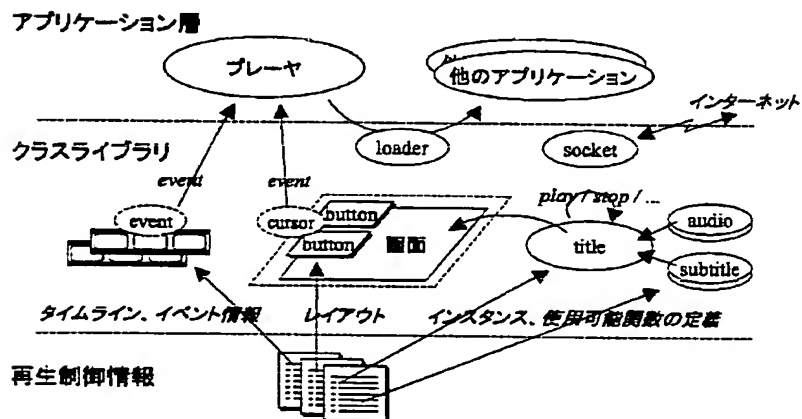 アプリケーション層
プレーヤ
他のアプリケーション
インターネット
クラスライブラリ
loader
socket
event
event
play / stop / ...
event
cursor
button
button
画面
title
audio
subtitle
タイムライン、イベント情報
レイアウト
インスタンス、使用可能関数の定義
再生制御情報